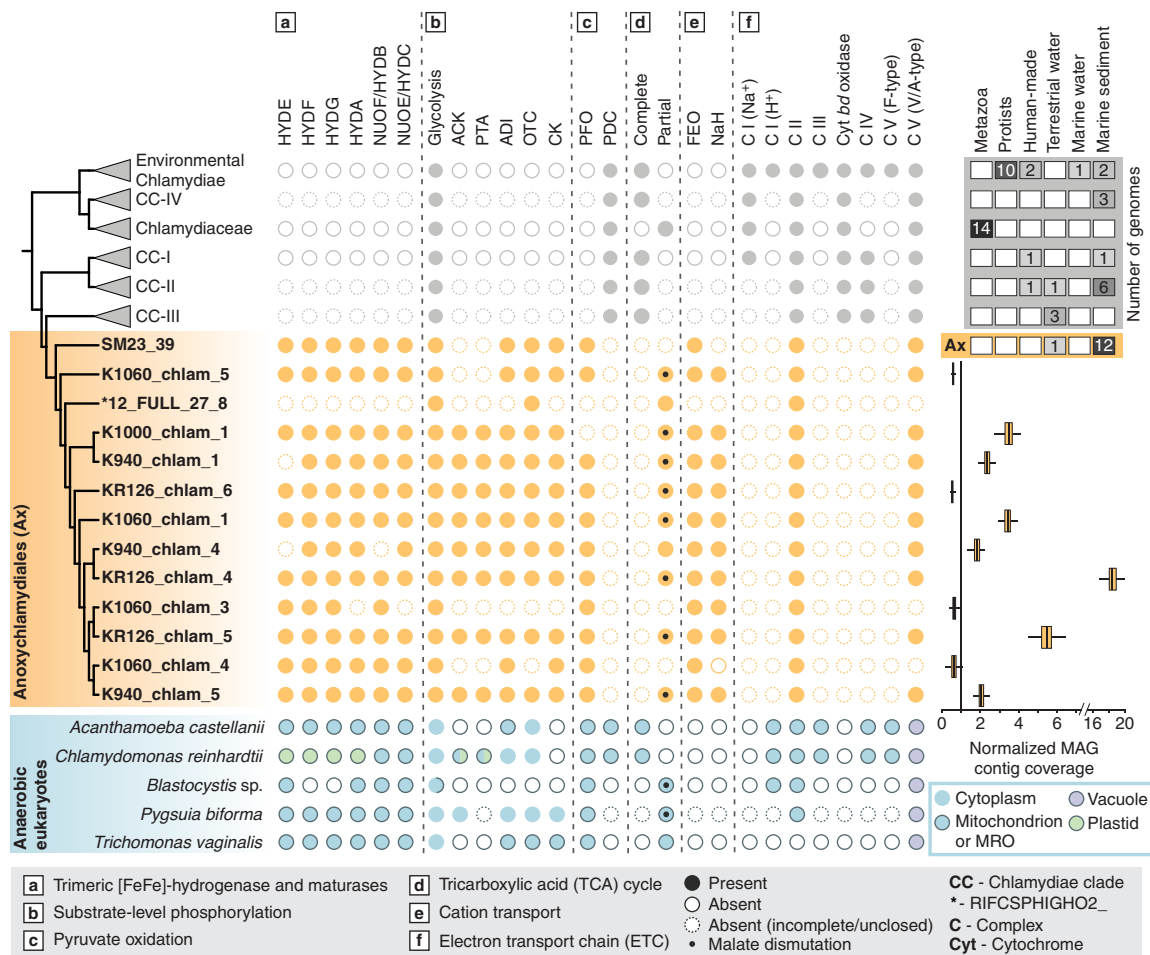 a b c d e f
HYDE
HYDF
HYDG
HYDA
NUOF/HYDB
NUOE/HYDC
Glycolysis
ACK
PTA
ADI
OTC
CK
PFO
PDC
Complete
Partial
FEO
NaH
C I (Na⁺)
C I (H⁺)
C II
C III
Cyt bd oxidase
C IV
C V (F-type)
C V (V/A-type)
Metazoa
Protists
Human-made
Terrestrial water
Marine water
Marine sediment
Environmental
Chlamydiae
10 2 1 2
CC-IV
3
Chlamydiaceae
14
CC-I
1 1
CC-II
1 1 6
CC-III
3
Number of genomes
SM23_39
Ax 1 12
K1060_chlam_5
*12_FULL_27_8
K1000_chlam_1
K940_chlam_1
KR126_chlam_6
K1060_chlam_1
K940_chlam_4
KR126_chlam_4
K1060_chlam_3
KR126_chlam_5
K1060_chlam_4
K940_chlam_5
Anoxychlamydiales (Ax)
0 2 4 6 16 20
Normalized MAG
contig coverage
Acanthamoeba castellanii
Chlamydomonas reinhardtii
Blastocystis sp.
Pygsuia biforma
Trichomonas vaginalis
Anaerobic
eukaryotes
Cytoplasm
Vacuole
Mitochondrion
or MRO
Plastid
a Trimeric [FeFe]-hydrogenase and maturases
b Substrate-level phosphorylation
c Pyruvate oxidation
d Tricarboxylic acid (TCA) cycle
e Cation transport
f Electron transport chain (ETC)
Present
Absent
Absent (incomplete/unclosed)
Malate dismutation
CC - Chlamydiae clade
* - RIFCSPHIGHO2_
C - Complex
Cyt - Cytochrome